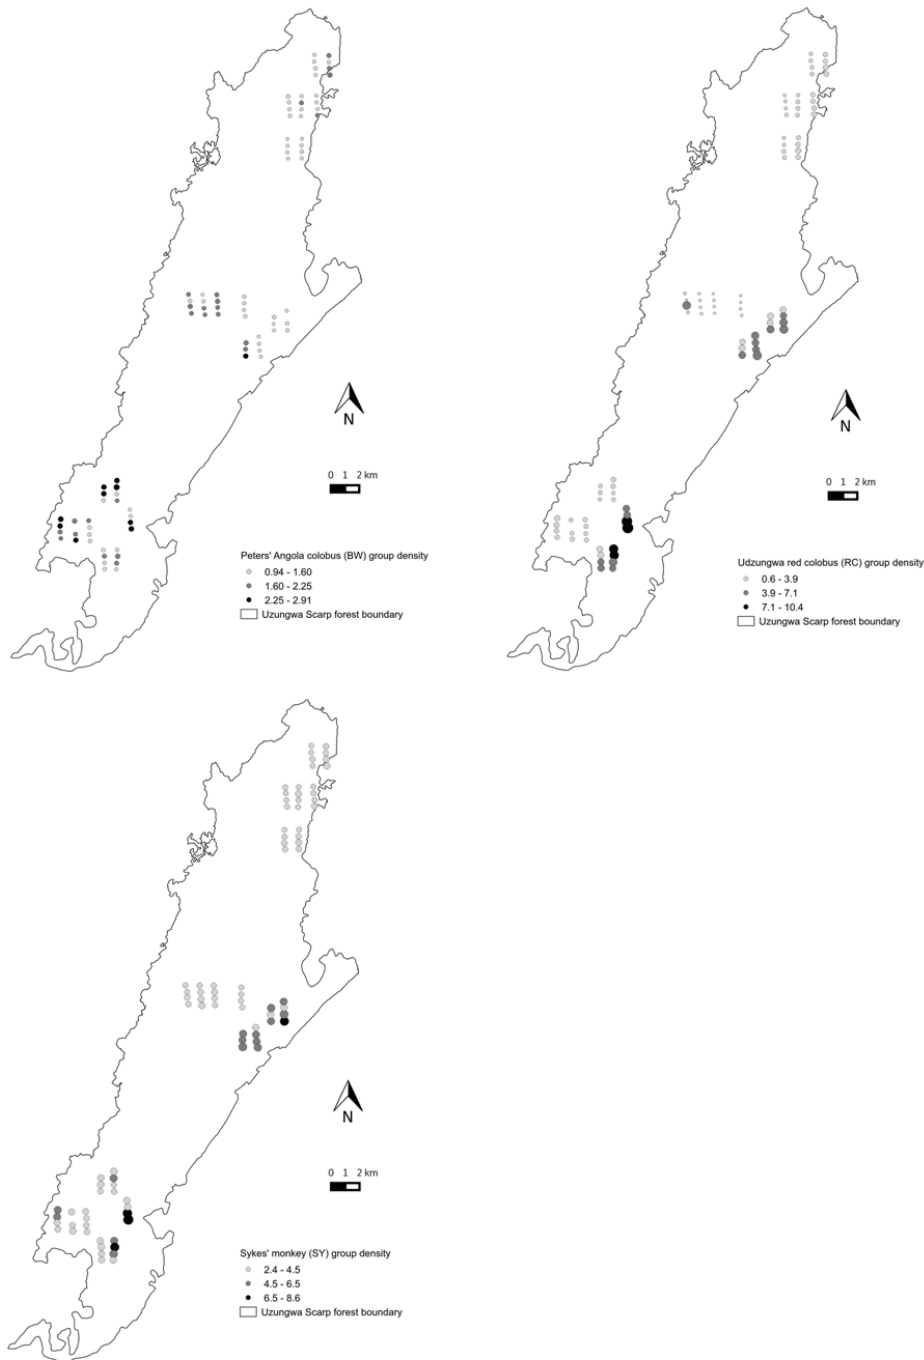 N
0 1 2 km
Peters' Angola colobus (BW) group density
0.94 - 1.60
1.60 - 2.25
2.25 - 2.91
Uzungwa Scarp forest boundary
N
0 1 2 km
Udzungwa red colobus (RC) group density
0.6 - 3.9
3.9 - 7.1
7.1 - 10.4
Uzungwa Scarp forest boundary
N
0 1 2 km
Sykes' monkey (SY) group density
2.4 - 4.5
4.5 - 6.5
6.5 - 8.6
Uzungwa Scarp forest boundary